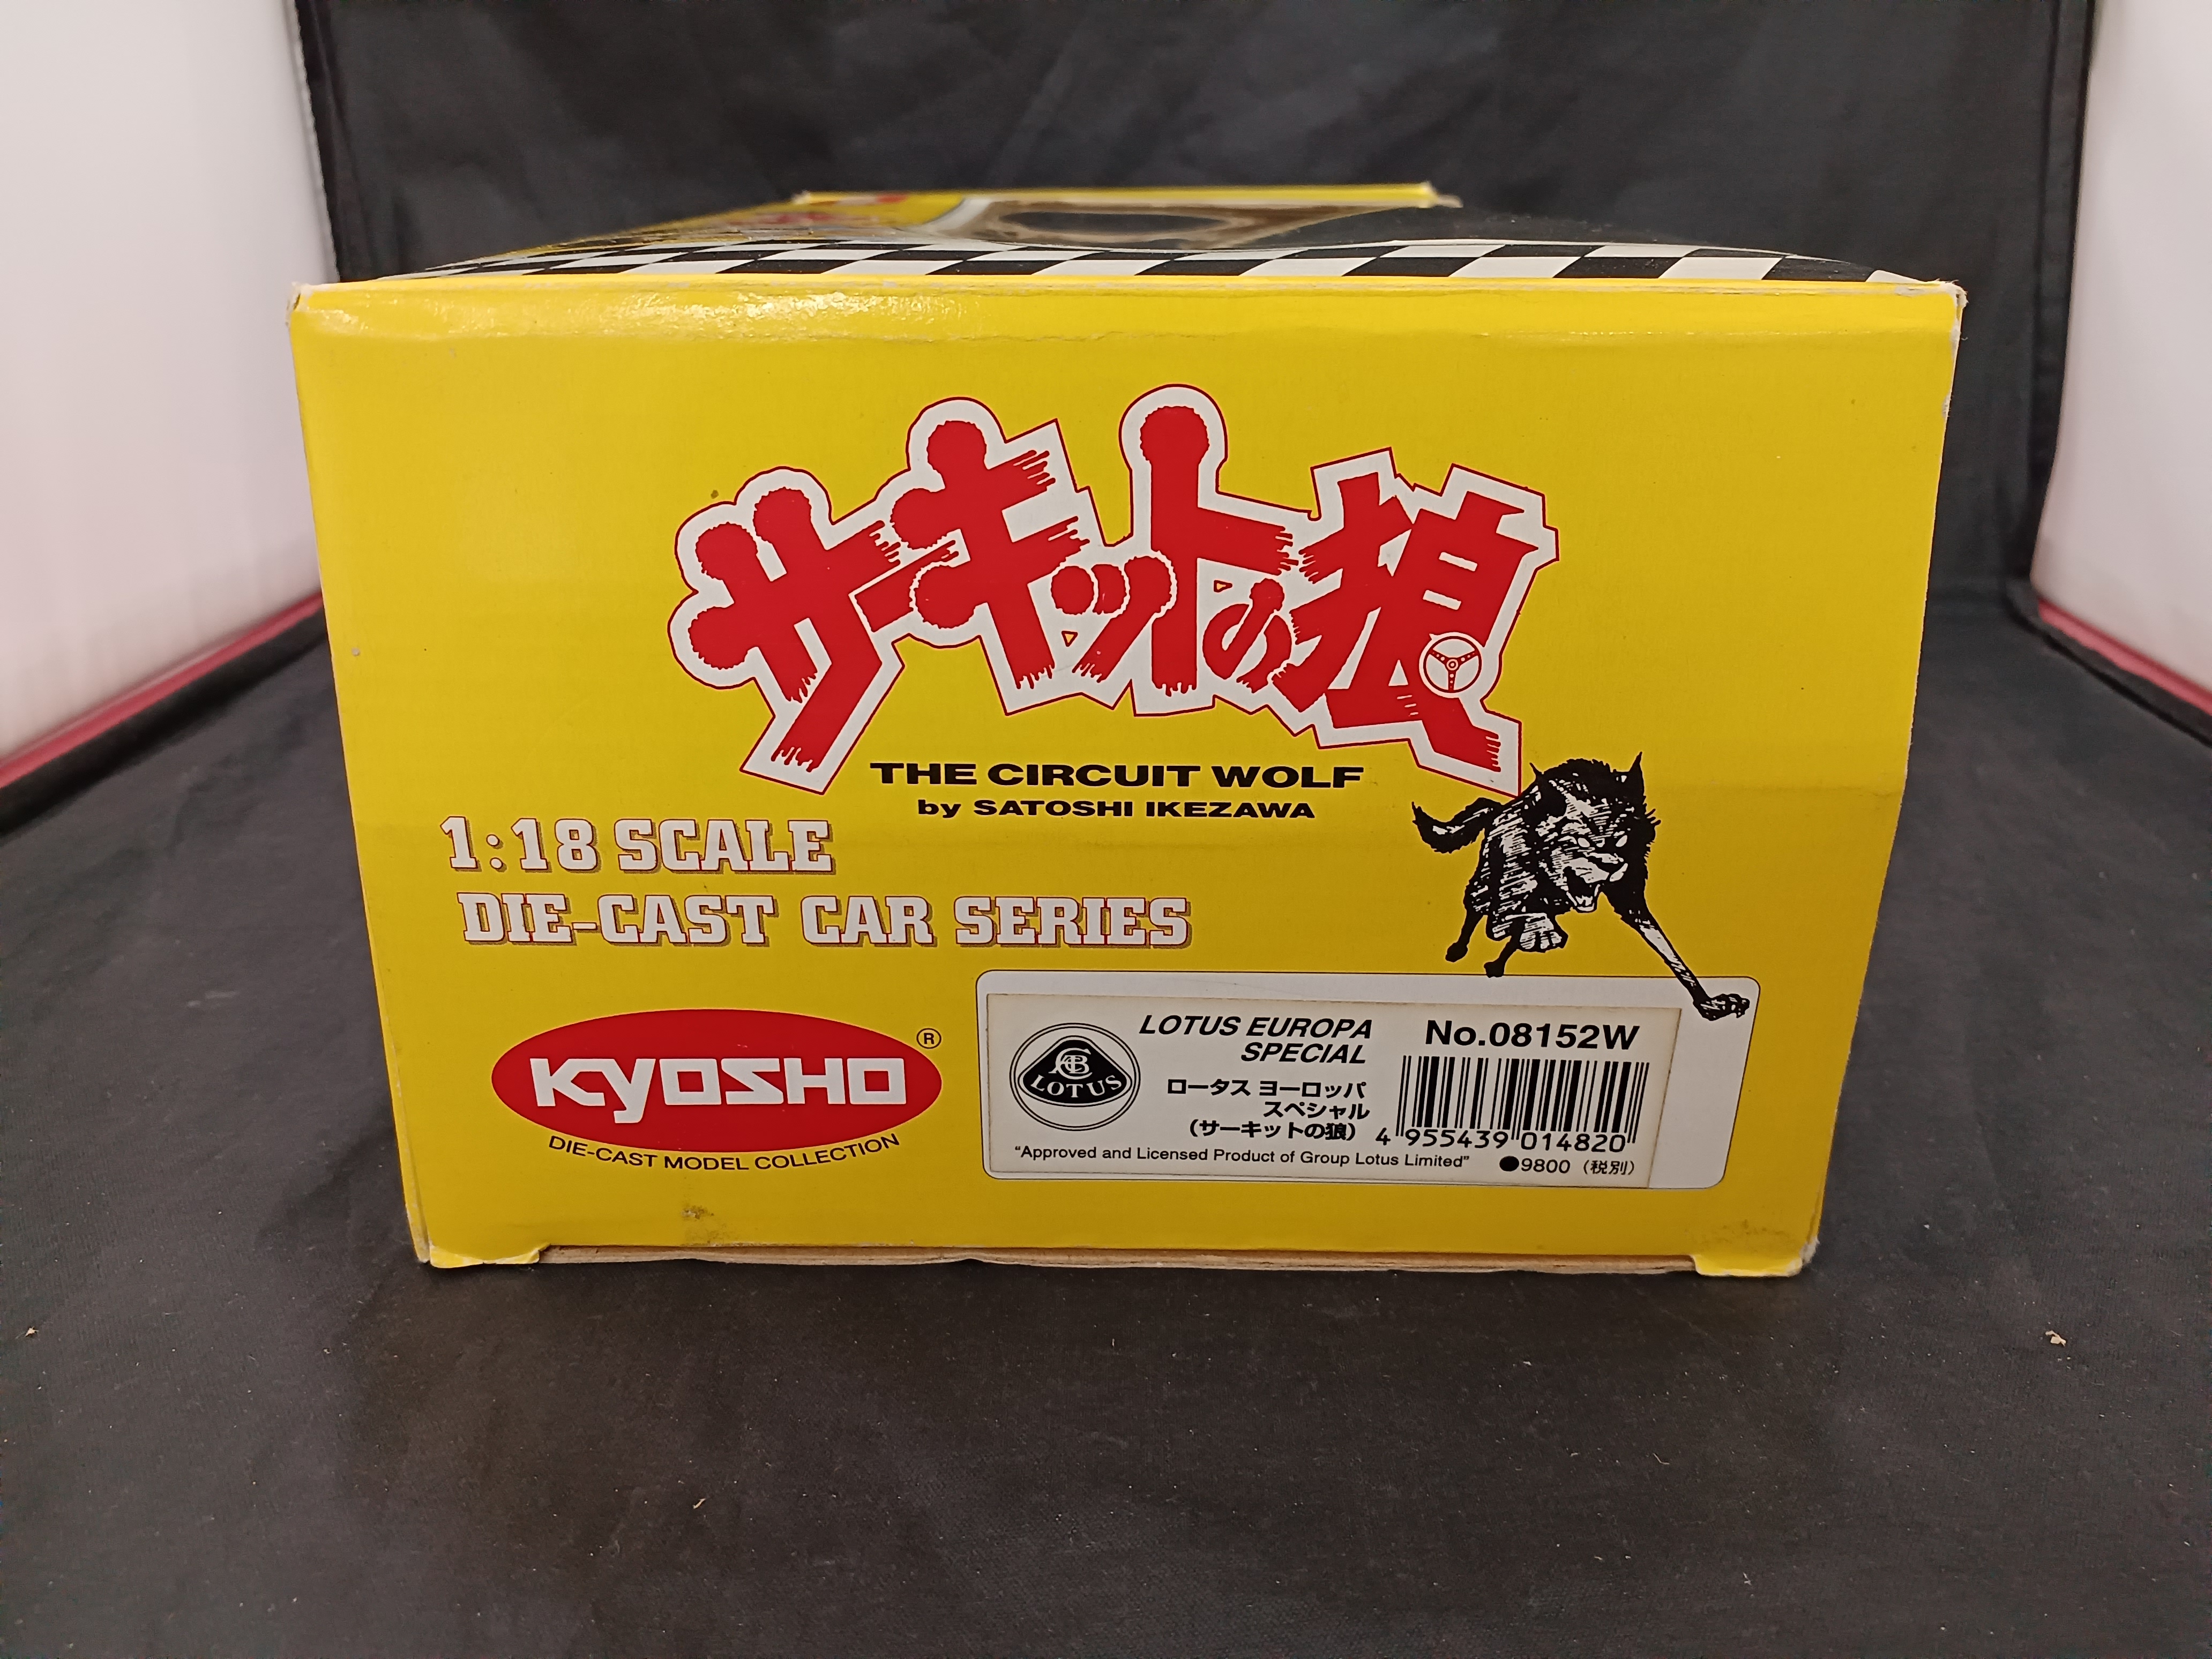 サーキットの狼
THE CIRCUIT WOLF
by SATOSHI IKEZAWA
1:18 SCALE
DIE-CAST CAR SERIES
KYOSHO ®
DIE-CAST MODEL COLLECTION
LOTUS
LOTUS EUROPA
SPECIAL
ロータス ヨーロッパ
スペシャル
(サーキットの狼)
"Approved and Licensed Product of Group Lotus Limited"
No.08152W
4 955439 014820
●9800 (税別)